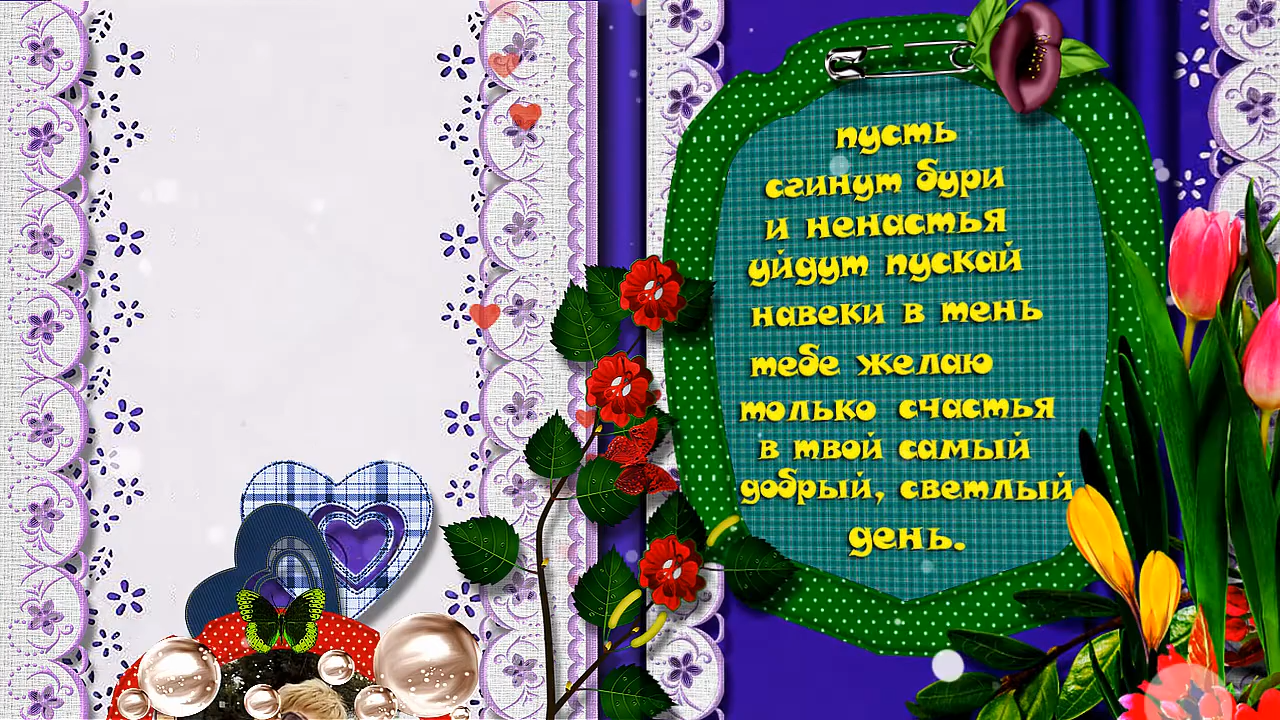 пусть
сгинут бури
и ненастья
уйдут пускай
навеки в тень
тебе желаю
только счастья
в твой самый
добрый, светлый
день.